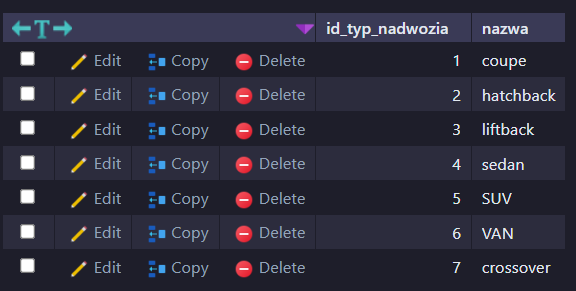 ←T→ id_typ_nadwozia nazwa
Edit Copy Delete 1 coupe
Edit Copy Delete 2 hatchback
Edit Copy Delete 3 liftback
Edit Copy Delete 4 sedan
Edit Copy Delete 5 SUV
Edit Copy Delete 6 VAN
Edit Copy Delete 7 crossover